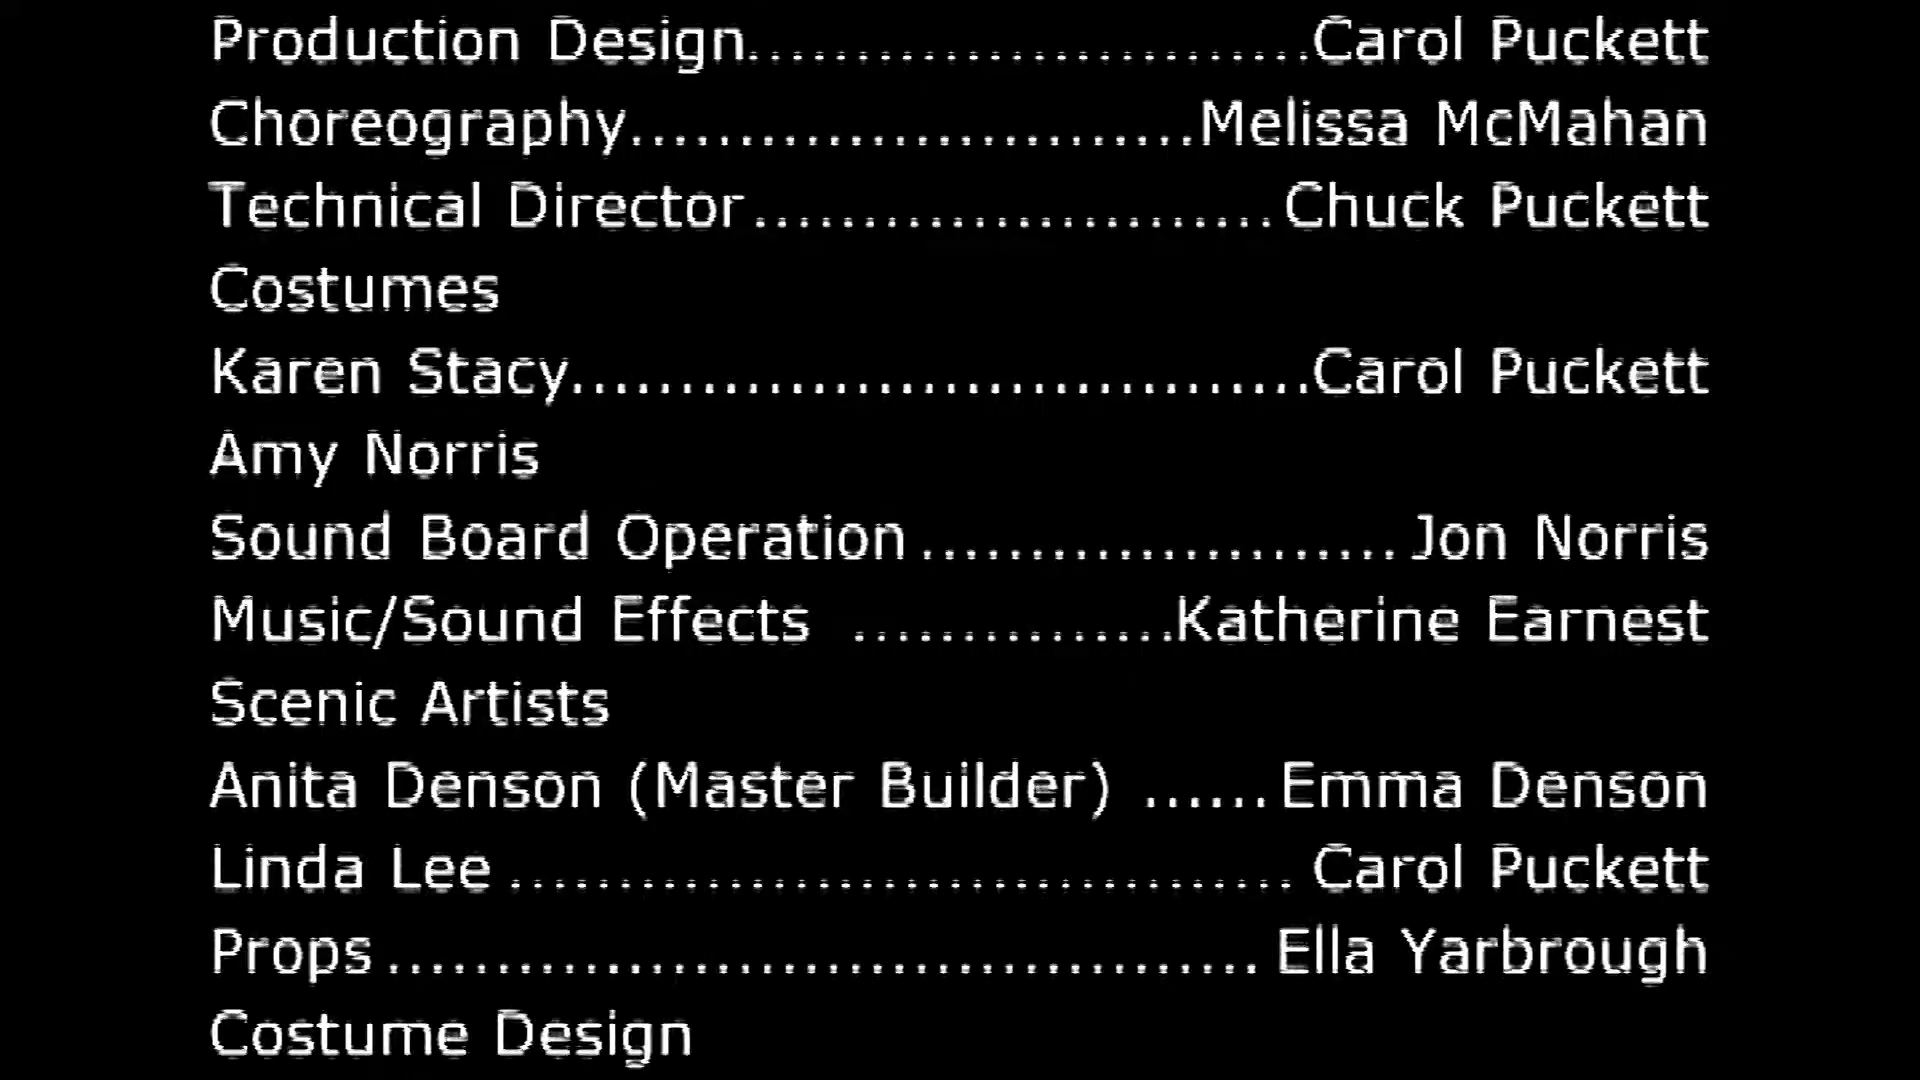 Production Design..........................Carol Puckett
Choreography..........................Melissa McMahan
Technical Director........................Chuck Puckett
Costumes
Karen Stacy..................................Carol Puckett
Amy Norris
Sound Board Operation ......................Jon Norris
Music/Sound Effects ...............Katherine Earnest
Scenic Artists
Anita Denson (Master Builder) ......Emma Denson
Linda Lee .................................... Carol Puckett
Props ........................................ Ella Yarbrough
Costume Design